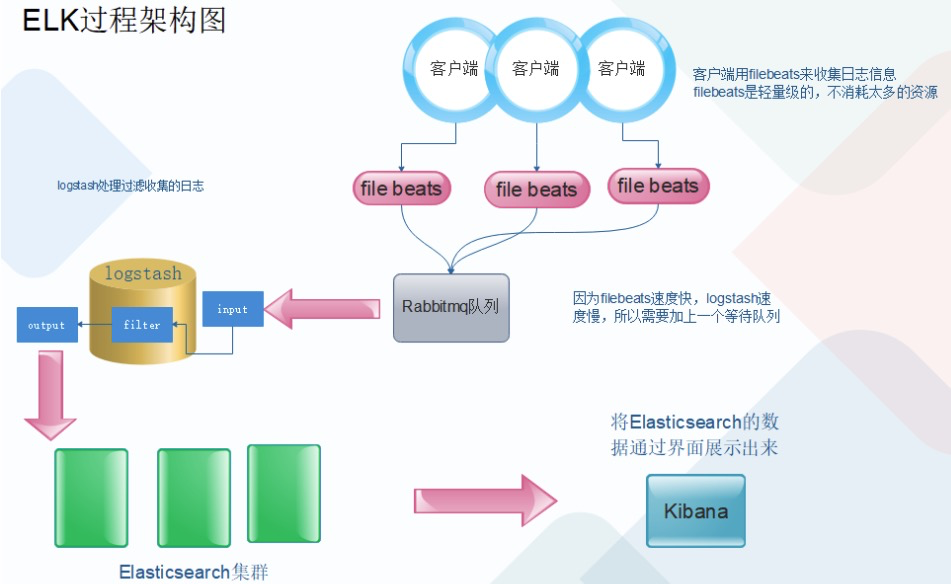 ELK过程架构图
客户端
客户端
客户端
客户端用filebeats来收集日志信息
filebeats是轻量级的，不消耗太多的资源
logstash处理过滤收集的日志
file beats
file beats
file beats
logstash
output
filter
input
Rabbitmq队列
因为filebeats速度快，logstash速
度慢，所以需要加上一个等待队列
将Elasticsearch的数
据通过界面展示出来
Kibana
Elasticsearch集群